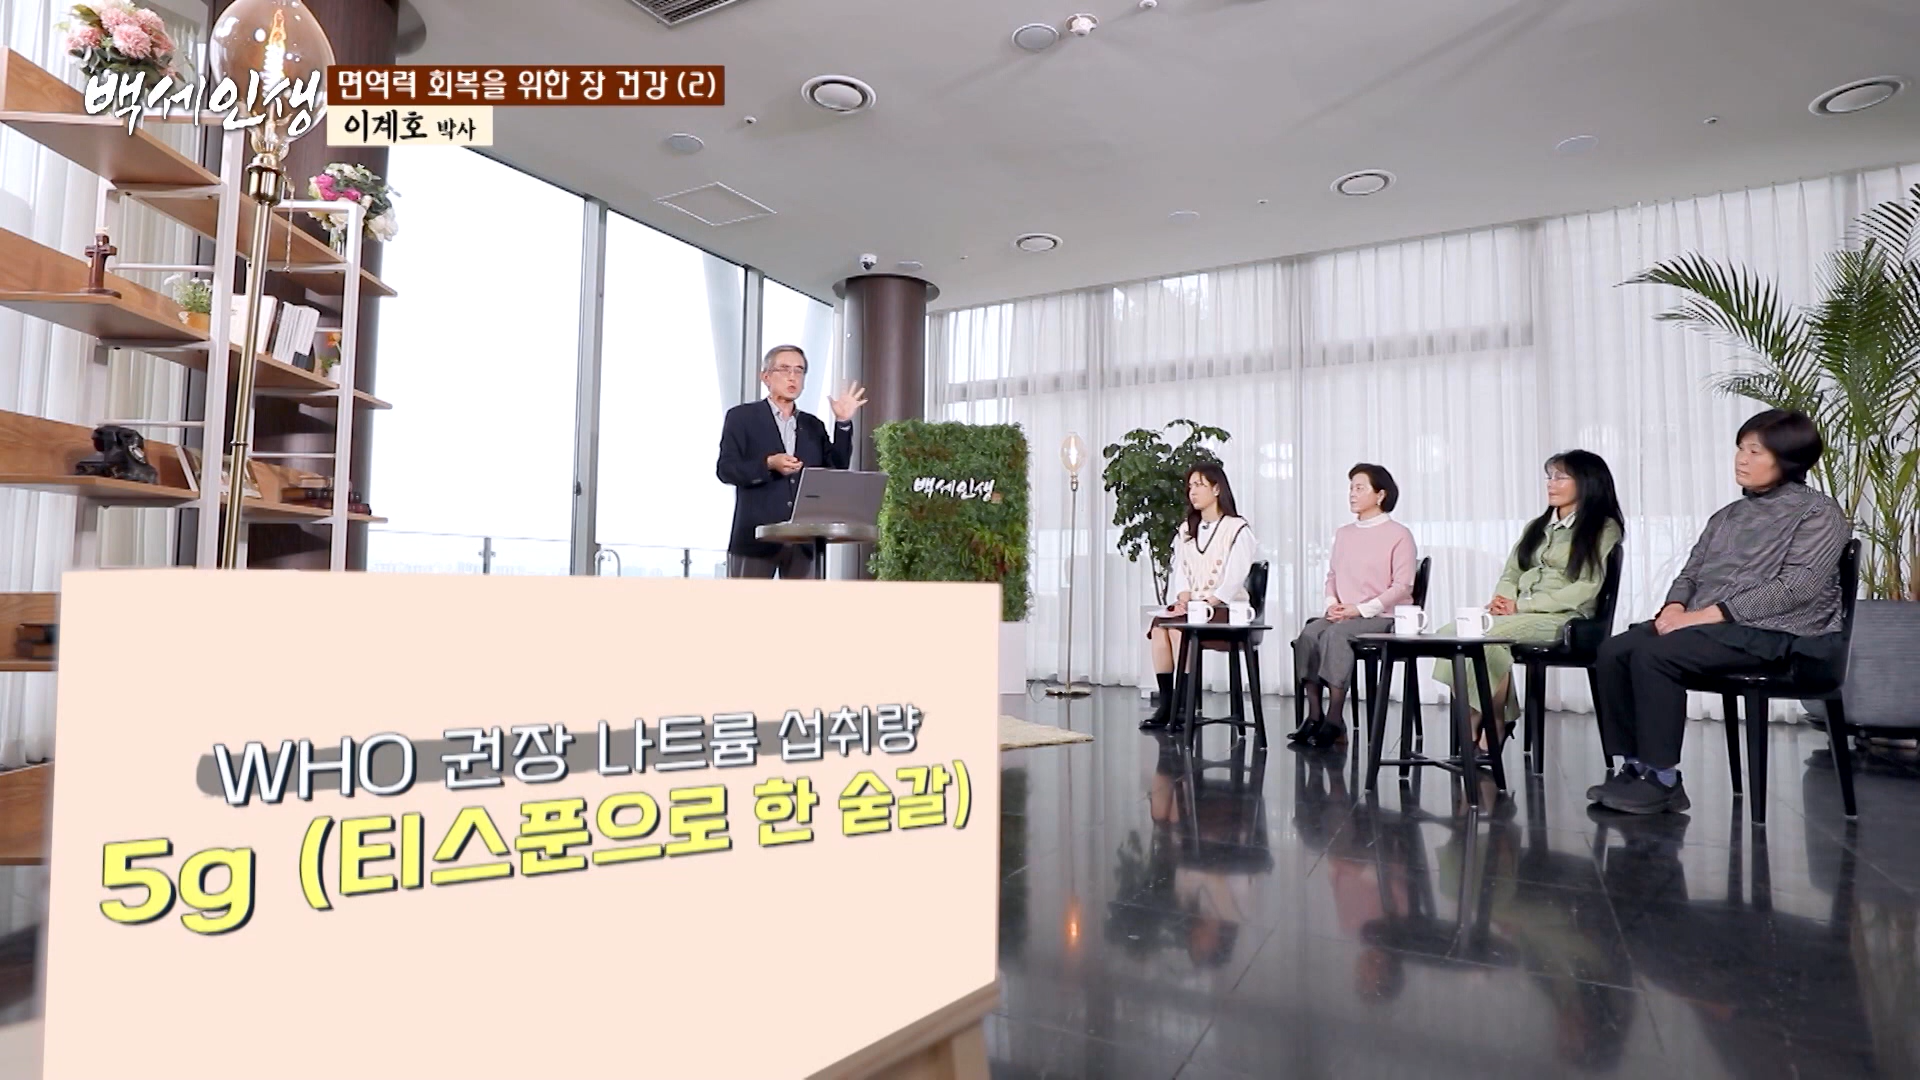 백세인생
면역력 회복을 위한 장 건강 (2)
이계호 박사
백세인생
WHO 권장 나트륨 섭취량
5g (티스푼으로 한 숟갈)